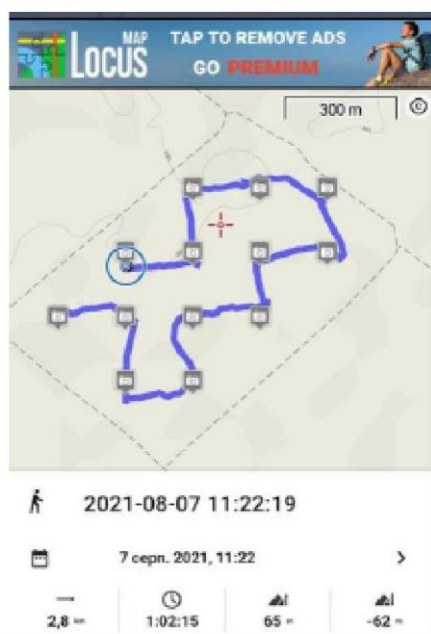 LOCUS MAP TAP TO REMOVE ADS
GO PREMIUM
300 m
2021-08-07 11:22:19
7 серп. 2021, 11:22
2,8 km 1:02:15 65 m -62 m